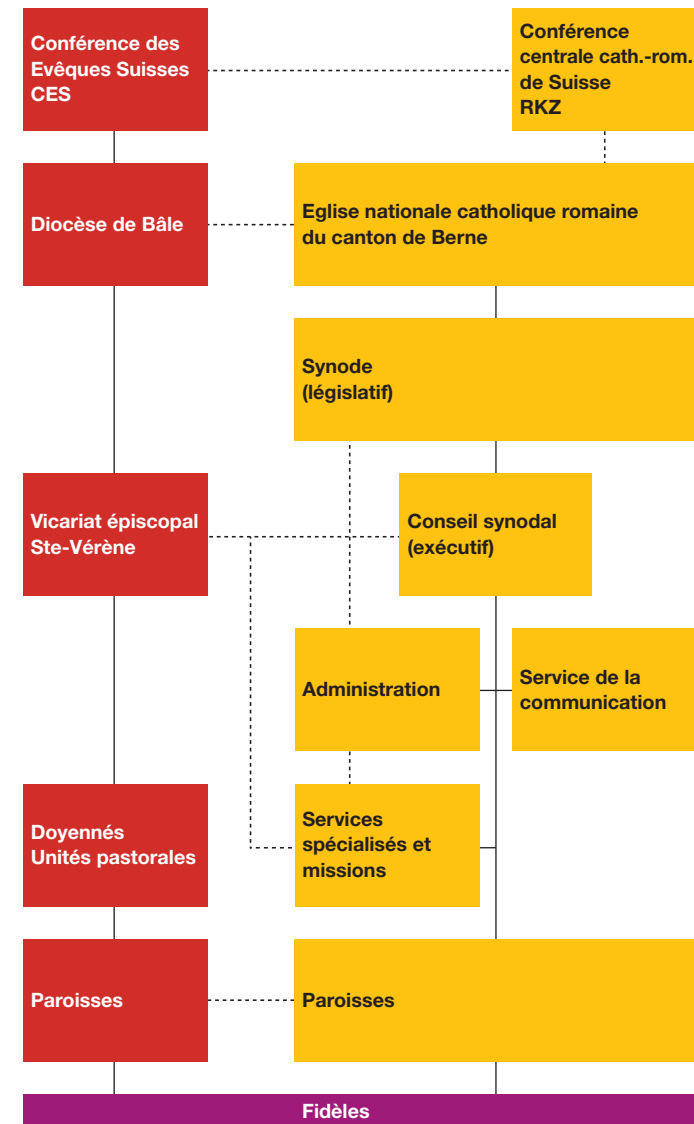 Conférence des
Evêques Suisses
CES
Conférence
centrale cath.-rom.
de Suisse
RKZ
Diocèse de Bâle
Eglise nationale catholique romaine
du canton de Berne
Synode
(législatif)
Vicariat épiscopal
Ste-Vérène
Conseil synodal
(exécutif)
Administration
Service de la
communication
Doyennés
Unités pastorales
Services
spécialisés et
missions
Paroisses
Paroisses
Fidèles